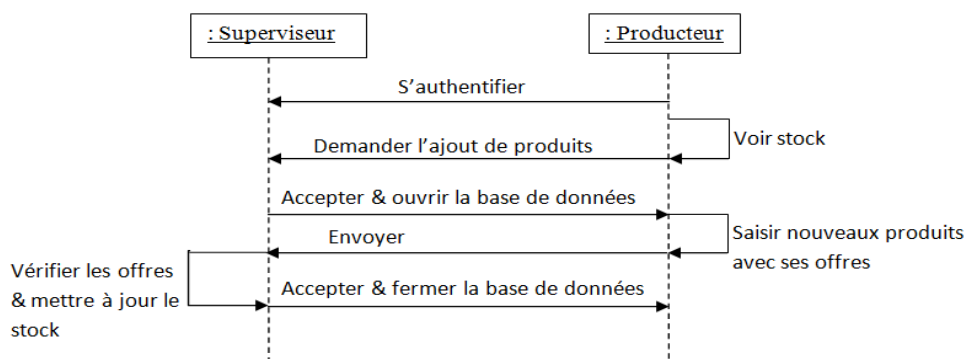 : Superviseur
: Producteur
S’authentifier
Voir stock
Demander l’ajout de produits
Accepter & ouvrir la base de données
Saisir nouveaux produits
avec ses offres
Envoyer
Vérifier les offres
& mettre à jour le
stock
Accepter & fermer la base de données